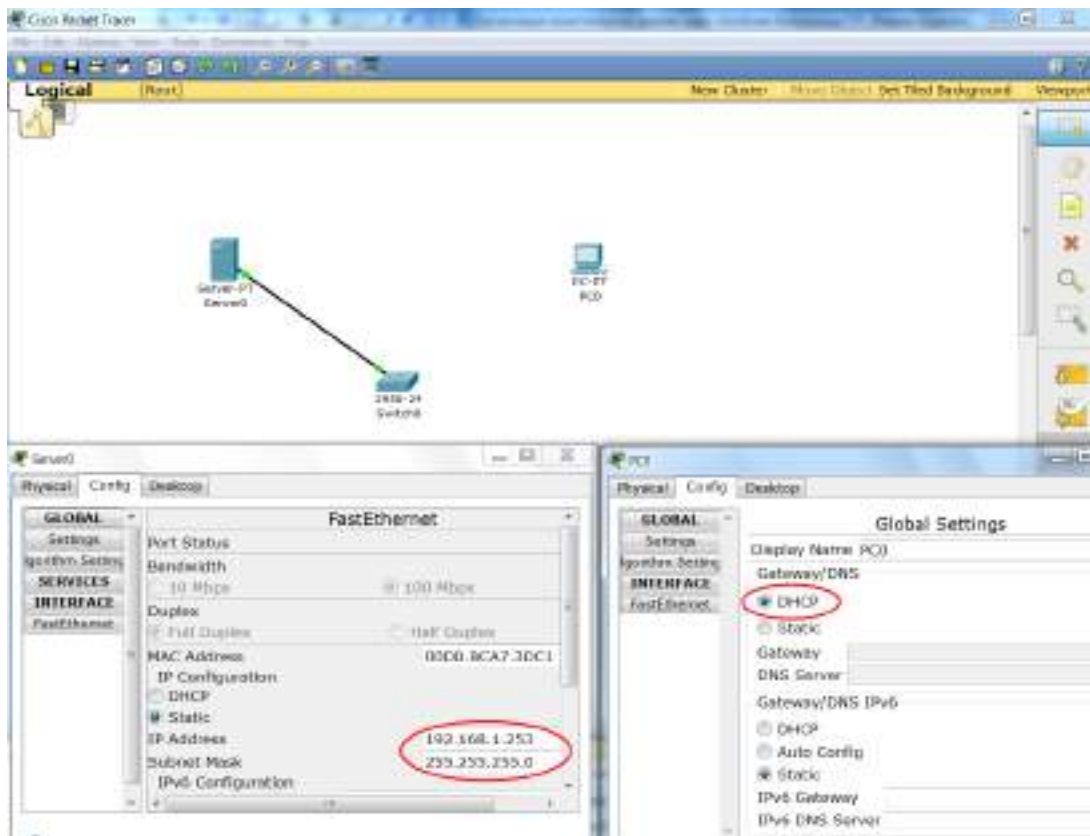 Cisco Packet Tracer
Logical
[Root]
New Cluster
Move Object
Set Tiled Background
Viewport
Server-PT
Server0
PC-PT
PC0
2950-24
Switch0
Server0
Physical
Config
Desktop
GLOBAL
Settings
Algorithm Setting
SERVICES
INTERFACE
FastEthernet
FastEthernet
Port Status
Bandwidth
10 Mbps
100 Mbps
Duplex
Full Duplex
Half Duplex
MAC Address
00D0.BCA7.3DC1
IP Configuration
DHCP
Static
IP Address
192.168.1.253
Subnet Mask
255.255.255.0
IPv6 Configuration
PC0
Physical
Config
Desktop
GLOBAL
Settings
INTERFACE
FastEthernet
Global Settings
Display Name PC0
Gateway/DNS
DHCP
Static
Gateway
DNS Server
Gateway/DNS IPv6
DHCP
Auto Config
Static
IPv6 Gateway
IPv6 DNS Server